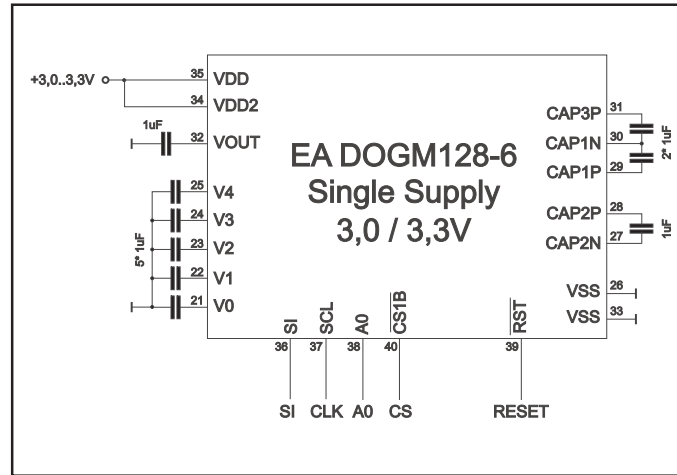 +3,0..3,3V
35 VDD
34 VDD2
1uF
32 VOUT
25 V4
24 V3
23 V2
22 V1
21 V0
5* 1uF
EA DOGM128-6
Single Supply
3,0 / 3,3V
CAP3P 31
CAP1N 30
CAP1P 29
2* 1uF
CAP2P 28
CAP2N 27
1uF
VSS 26
VSS 33
SI
SCL
A0
CS1B
RST
36
37
38
40
39
SI
CLK
A0
CS
RESET